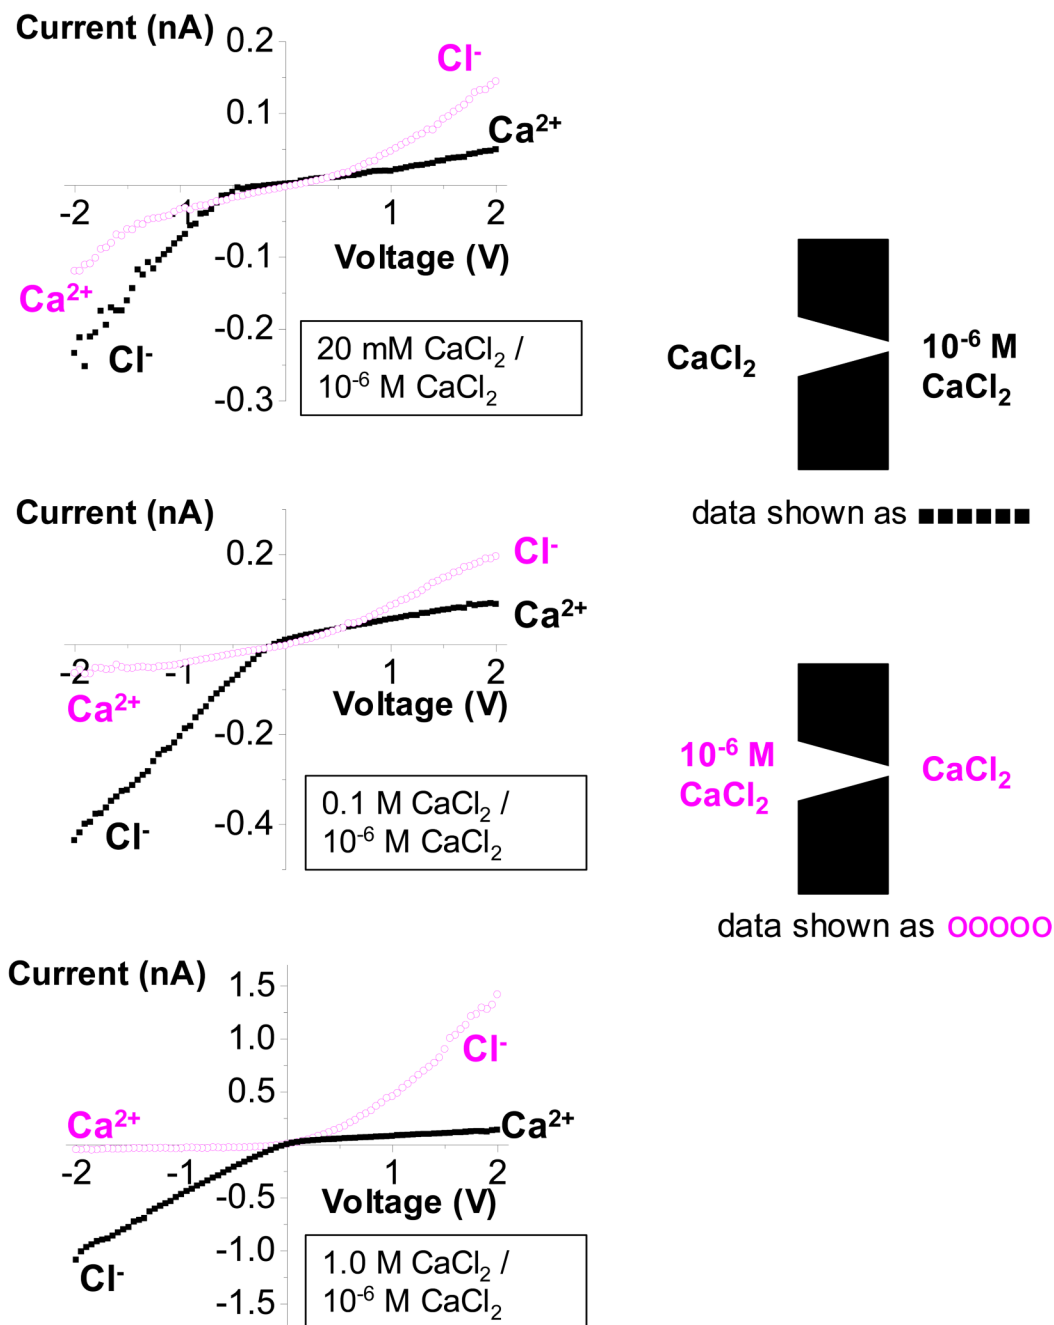 Current (nA)
0.2
Cl⁻
0.1
Ca²⁺
-2
-1
1
2
-0.1
Voltage (V)
Ca²⁺
-0.2
Cl⁻
20 mM CaCl₂ /
10⁻⁶ M CaCl₂
-0.3
CaCl₂
10⁻⁶ M
CaCl₂
data shown as
Current (nA)
0.2
Cl⁻
Ca²⁺
-2
-1
1
2
Ca²⁺
Voltage (V)
-0.2
-0.4
Cl⁻
0.1 M CaCl₂ /
10⁻⁶ M CaCl₂
10⁻⁶ M
CaCl₂
CaCl₂
data shown as ooooo
Current (nA)
1.5
1.0
Cl⁻
0.5
Ca²⁺
Ca²⁺
-2
-1
1
2
-0.5
Voltage (V)
-1.0
Cl⁻
1.0 M CaCl₂ /
10⁻⁶ M CaCl₂
-1.5